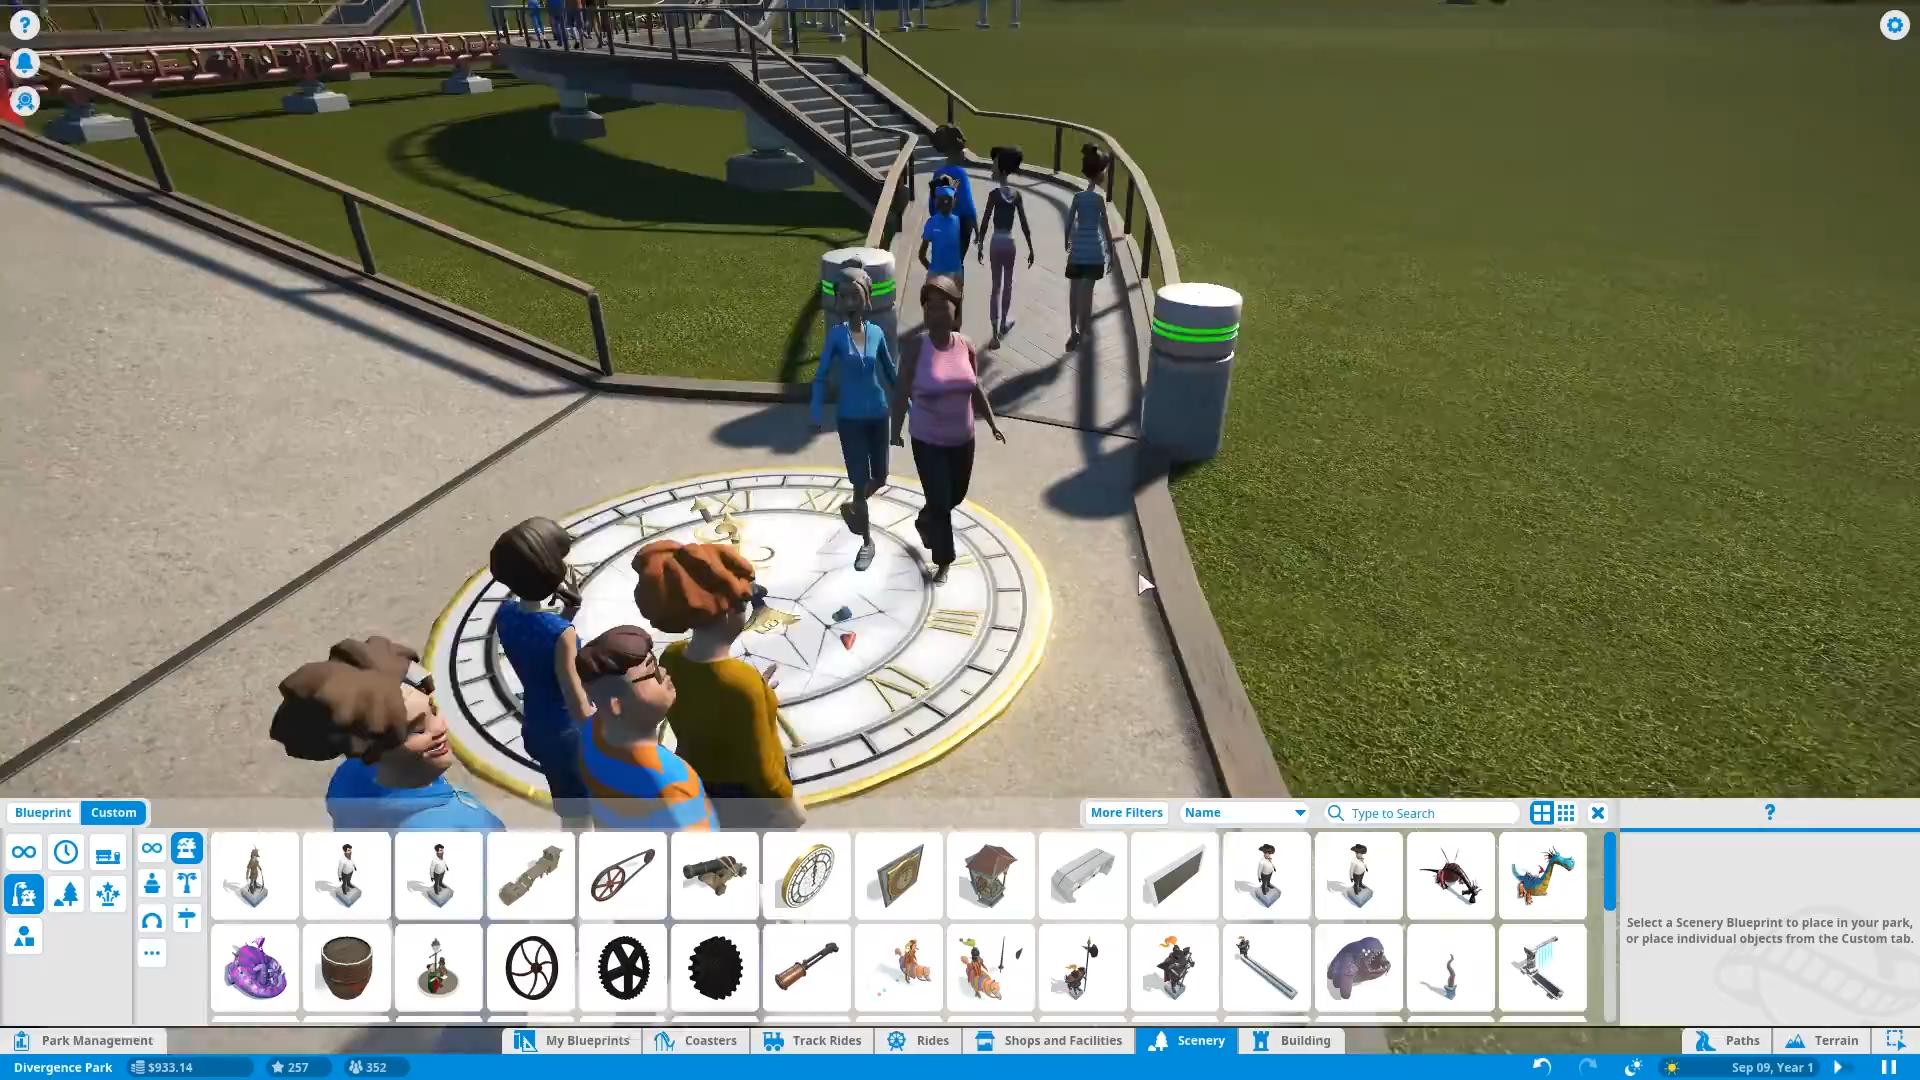 Blueprint
Custom
More Filters
Name
Type to Search
?
Select a Scenery Blueprint to place in your park,
or place individual objects from the Custom tab.
Park Management
My Blueprints
Coasters
Track Rides
Rides
Shops and Facilities
Scenery
Building
Paths
Terrain
Divergence Park
$933.14
257
352
Sep 09, Year 1